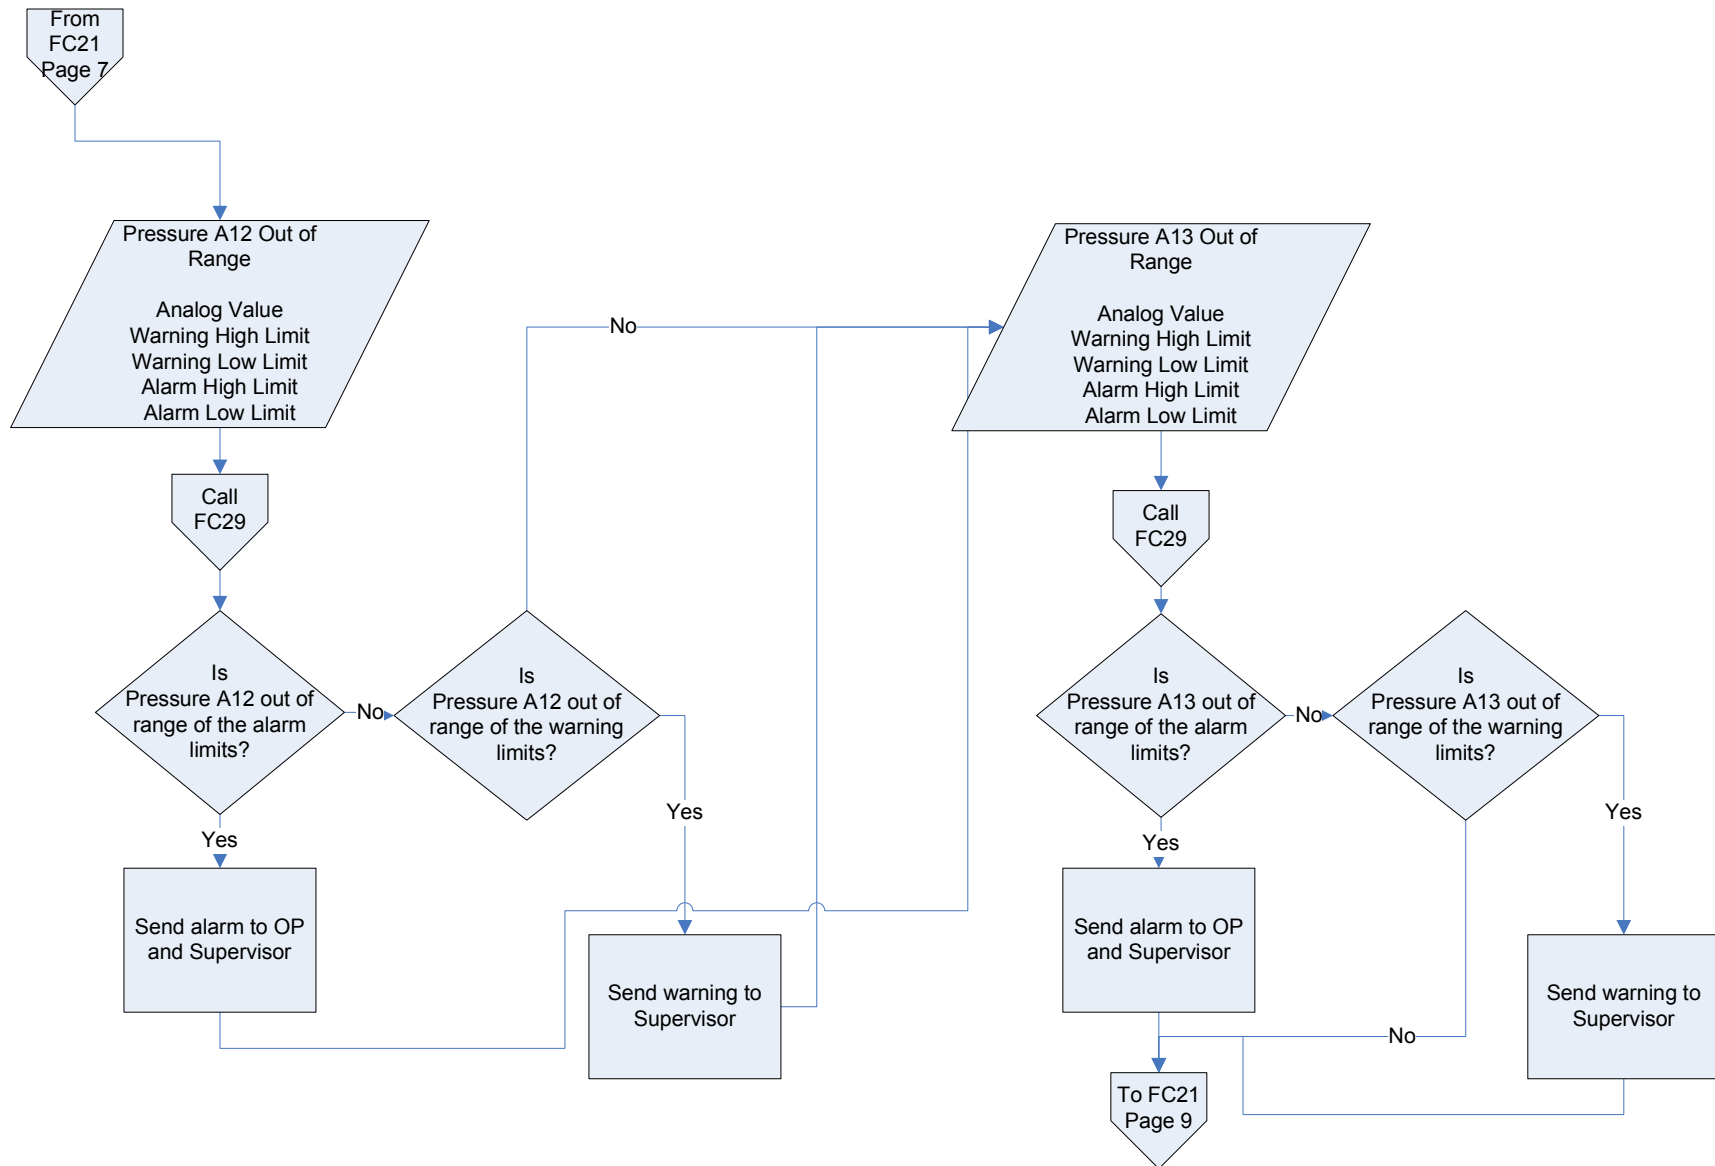 From
FC21
Page 7
Pressure A12 Out of
Range
Analog Value
Warning High Limit
Warning Low Limit
Alarm High Limit
Alarm Low Limit
Call
FC29
Is
Pressure A12 out of
range of the alarm
limits?
No
Is
Pressure A12 out of
range of the warning
limits?
No
Yes
Send alarm to OP
and Supervisor
Yes
Send warning to
Supervisor
Pressure A13 Out of
Range
Analog Value
Warning High Limit
Warning Low Limit
Alarm High Limit
Alarm Low Limit
Call
FC29
Is
Pressure A13 out of
range of the alarm
limits?
No
Is
Pressure A13 out of
range of the warning
limits?
Yes
Send alarm to OP
and Supervisor
Yes
Send warning to
Supervisor
No
To FC21
Page 9